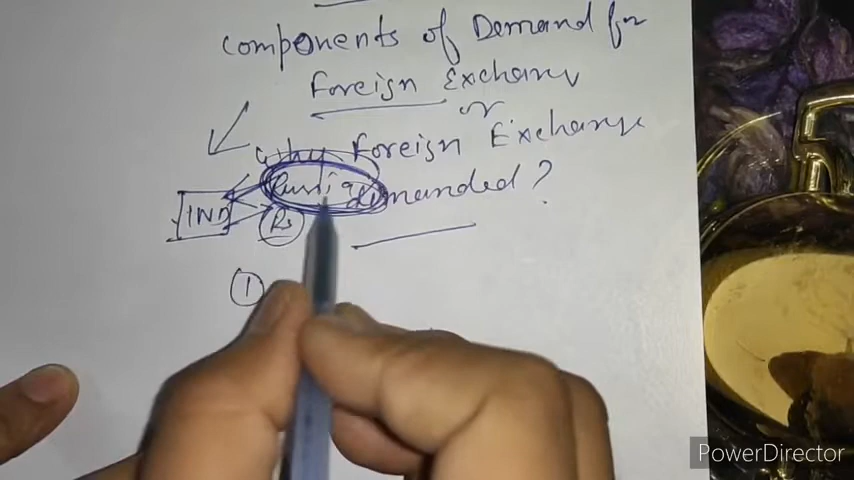 components of Demand for
Foreign Exchange
or
why Foreign Exchange
demanded?
IND
Rs
1
PowerDirector